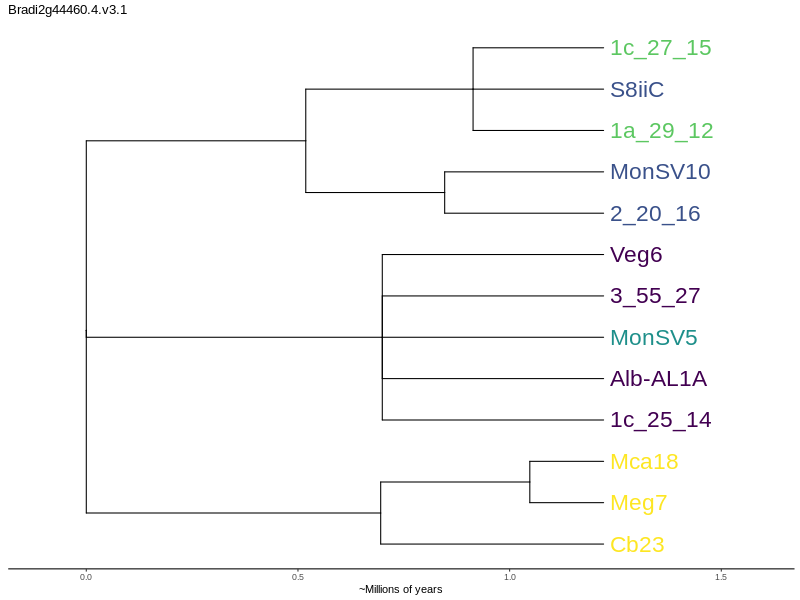 Bradi2g44460.4.v3.1
1c_27_15
S8iiC
1a_29_12
MonSV10
2_20_16
Veg6
3_55_27
MonSV5
Alb-AL1A
1c_25_14
Mca18
Meg7
Cb23
0.0 0.5 1.0 1.5
~Millions of years